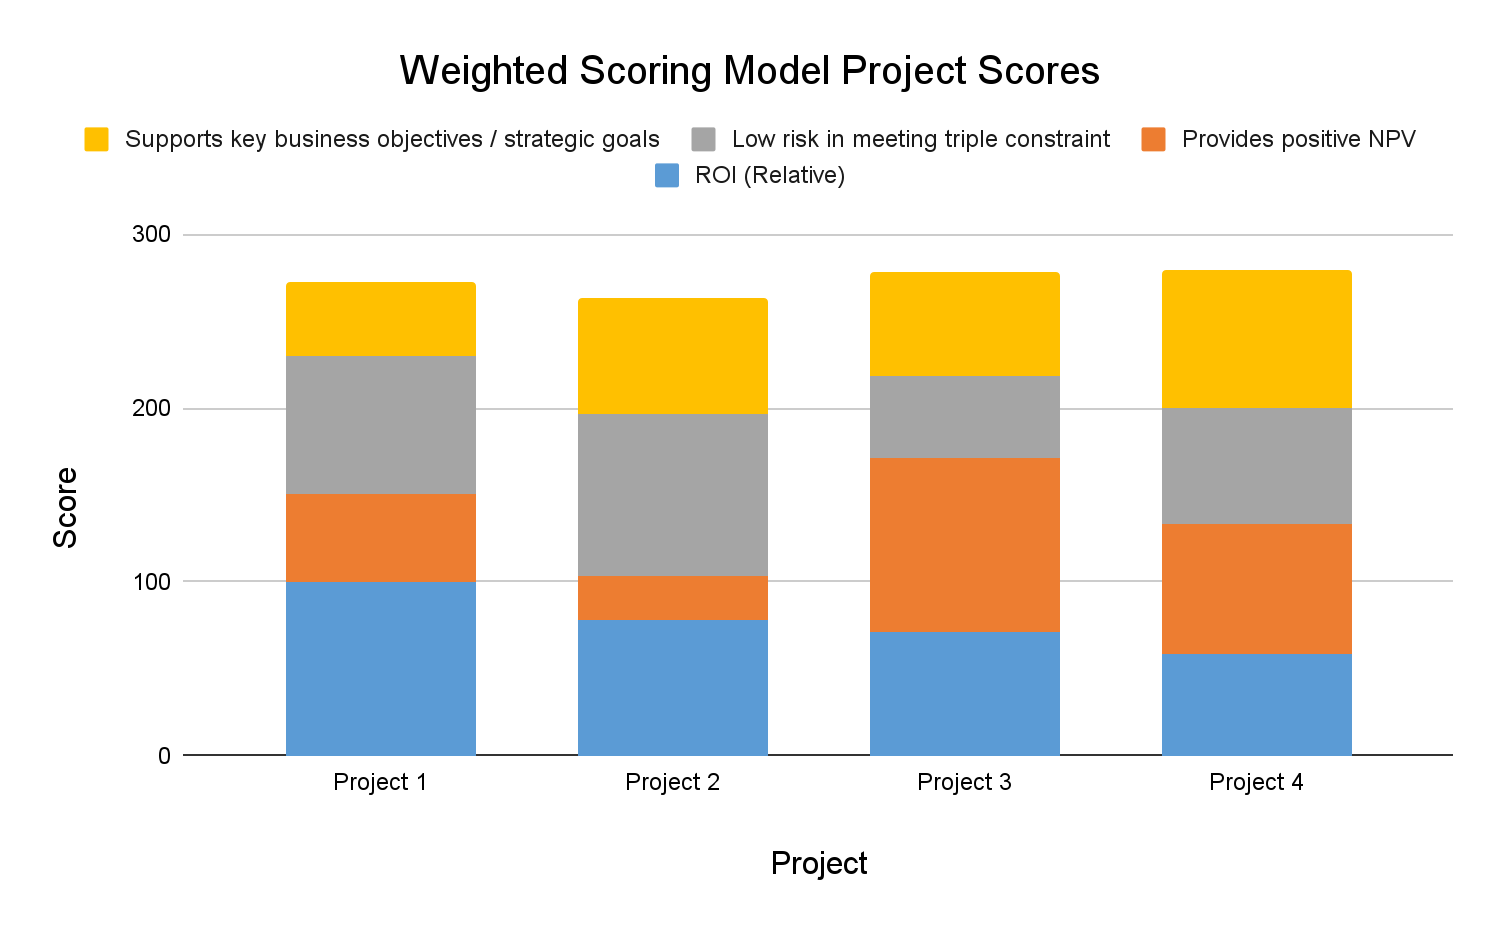 Weighted Scoring Model Project Scores
Supports key business objectives / strategic goals Low risk in meeting triple constraint Provides positive NPV
ROI (Relative)
300
200
100
0
Score
Project 1 Project 2 Project 3 Project 4
Project